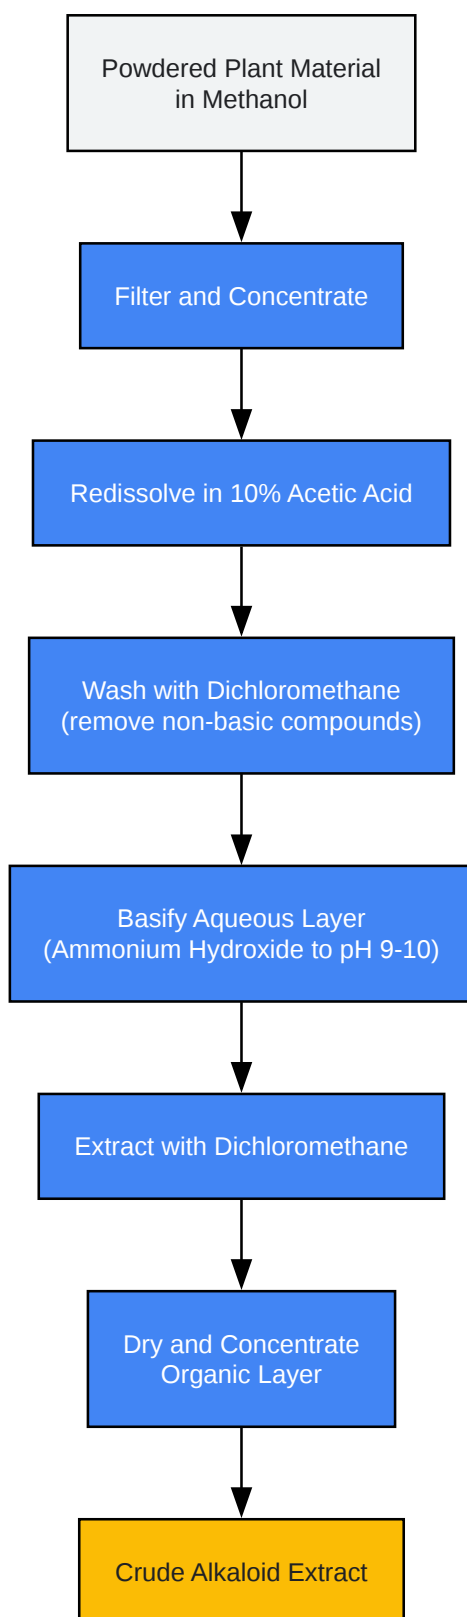 Powdered Plant Material
in Methanol
Filter and Concentrate
Redissolve in 10% Acetic Acid
Wash with Dichloromethane
(remove non-basic compounds)
Basify Aqueous Layer
(Ammonium Hydroxide to pH 9-10)
Extract with Dichloromethane
Dry and Concentrate
Organic Layer
Crude Alkaloid Extract